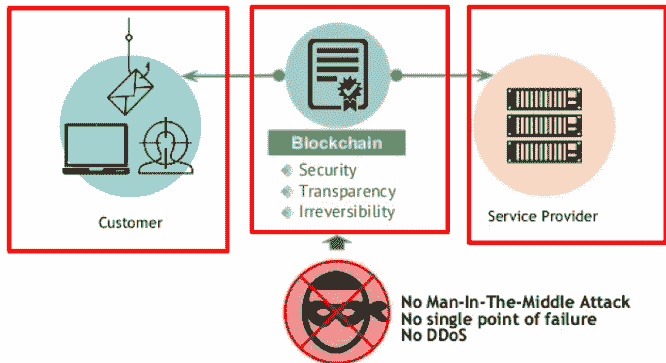 Blockchain
Security
Transparency
Irreversibility
Customer
Service Provider
No Man-In-The-Middle Attack
No single point of failure
No DDoS